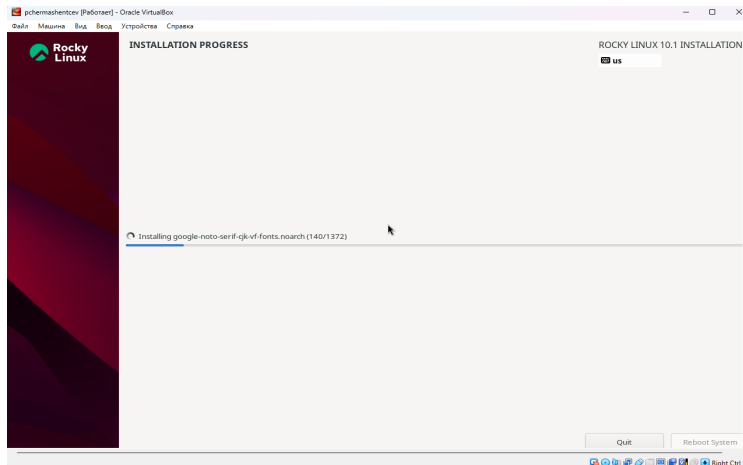 pchermashentcev [Работает] - Oracle VirtualBox
Файл Машина Вид Ввод Устройства Справка
Rocky
Linux
INSTALLATION PROGRESS
ROCKY LINUX 10.1 INSTALLATION
us
Installing google-noto-serif-cjk-vf-fonts.noarch (140/1372)
Quit
Reboot System
Right Ctrl